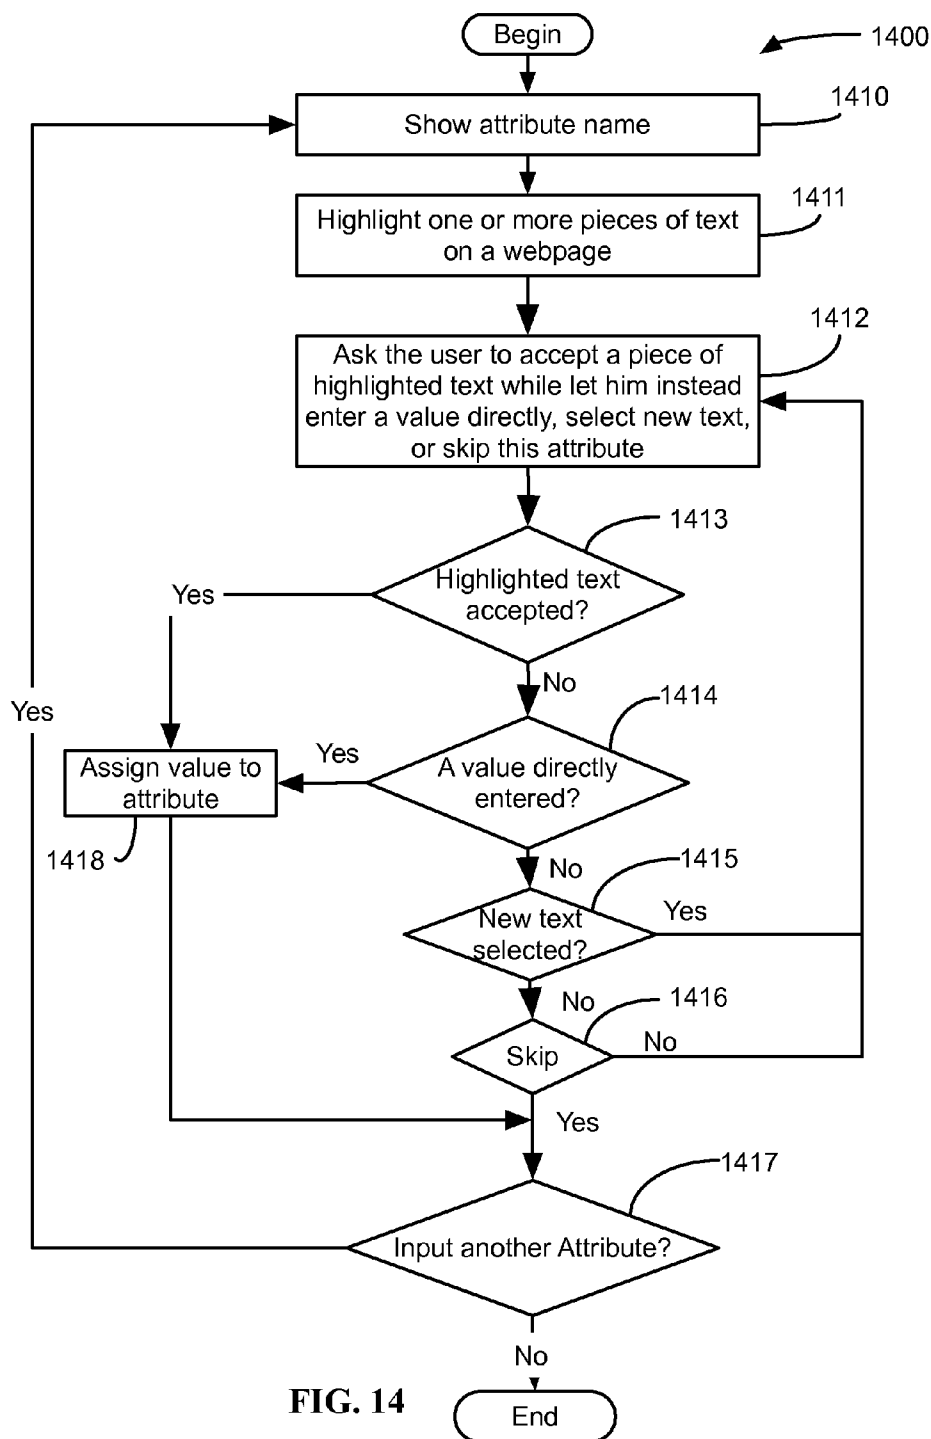 Begin
1400
1410
Show attribute name
1411
Highlight one or more pieces of text
on a webpage
1412
Ask the user to accept a piece of
highlighted text while let him instead
enter a value directly, select new text,
or skip this attribute
1413
Highlighted text
accepted?
Yes
No
Yes
1414
A value directly
entered?
Yes
Assign value to
attribute
1418
No
1415
New text
selected?
Yes
No
1416
Skip
No
Yes
1417
Input another Attribute?
No
End
FIG. 14